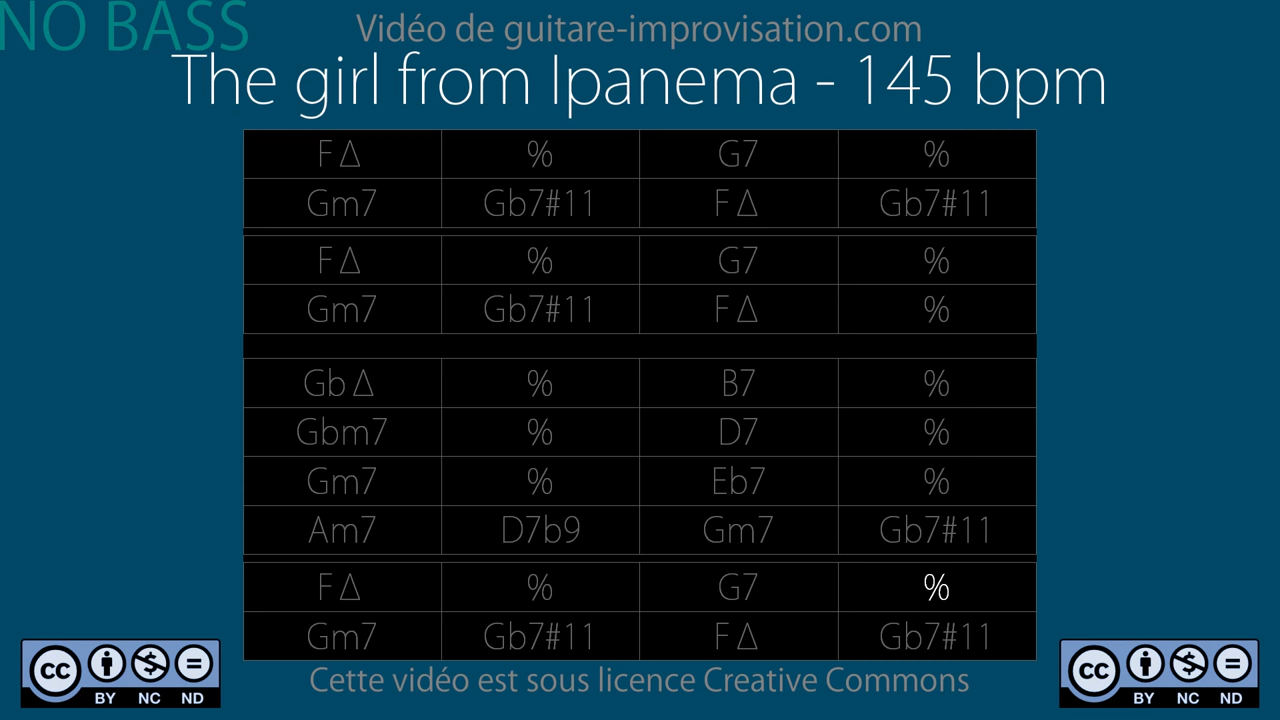 NO BASS
Vidéo de guitare-improvisation.com
The girl from Ipanema - 145 bpm
F Δ % G7 %
Gm7 Gb7#11 F Δ Gb7#11
F Δ % G7 %
Gm7 Gb7#11 F Δ %
Gb Δ % B7 %
Gbm7 % D7 %
Gm7 % Eb7 %
Am7 D7b9 Gm7 Gb7#11
F Δ % G7 %
Gm7 Gb7#11 F Δ Gb7#11
Cette vidéo est sous licence Creative Commons
cc BY NC ND
cc BY NC ND